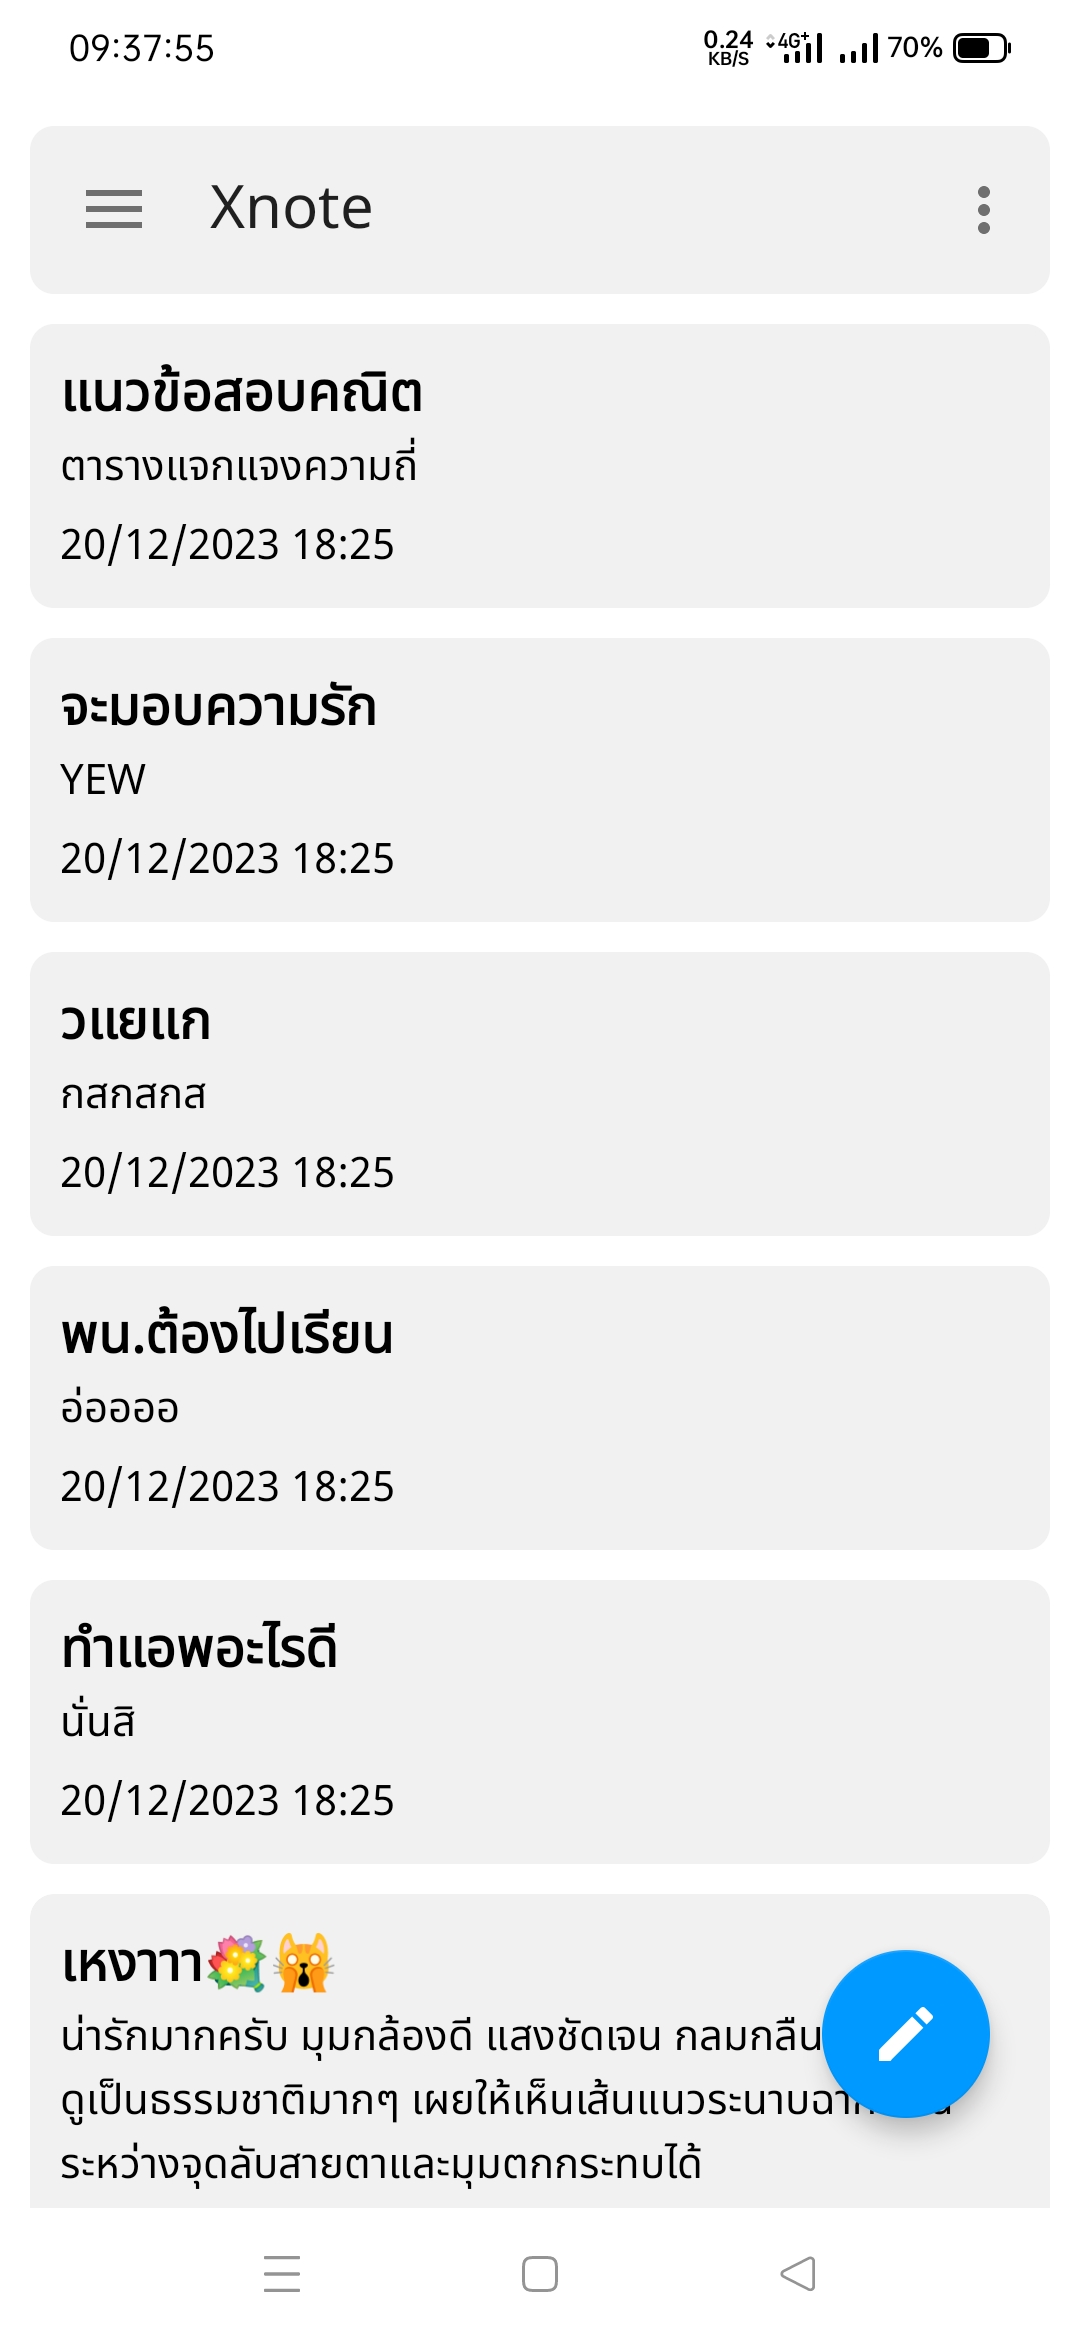 09:37:55
0.24 KB/S 4G+ 70%
Xnote
แนวข้อสอบคณิต
ตารางแจกแจงความถี่
20/12/2023 18:25
จะมอบความรัก
YEW
20/12/2023 18:25
วแยแก
กสกสกส
20/12/2023 18:25
พน.ต้องไปเรียน
อ่ออออ
20/12/2023 18:25
ทำแอพอะไรดี
นั่นสิ
20/12/2023 18:25
เหงาาา💐🙀
น่ารักมากครับ มุมกล้องดี แสงชัดเจน กลมกลืน
ดูเป็นธรรมชาติมากๆ เผยให้เห็นเส้นแนวระนาบ
ระหว่างจุดลับสายตาและมุมตกกระทบได้